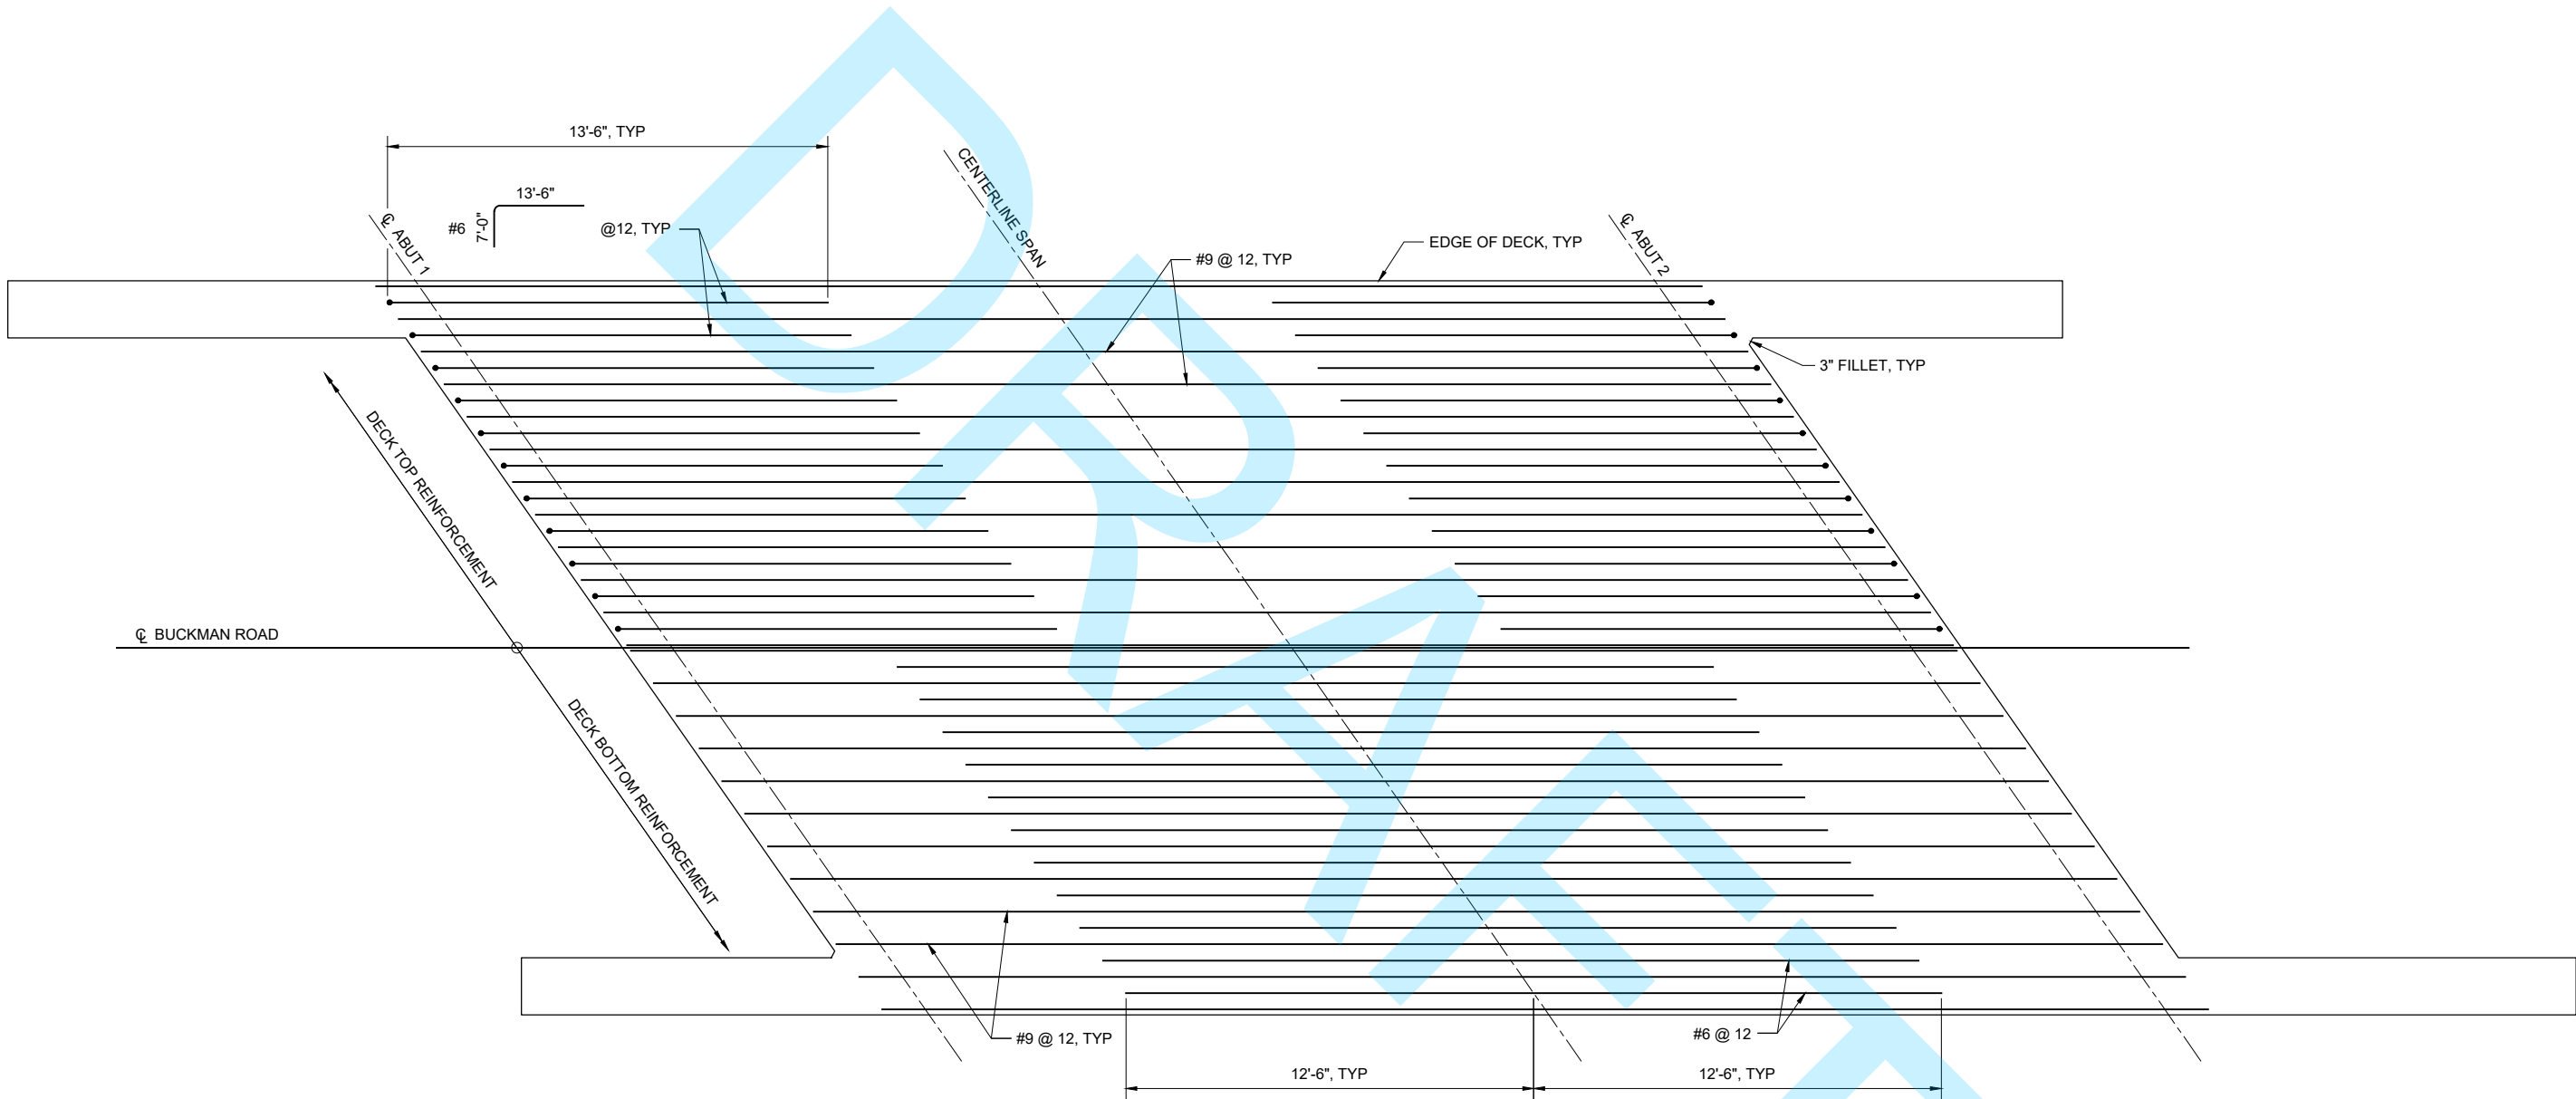 13'-6", TYP
13'-6"
#6
7'-0"
@12, TYP
℄ ABUT 1
CENTERLINE SPAN
#9 @ 12, TYP
EDGE OF DECK, TYP
℄ ABUT 2
3" FILLET, TYP
DECK TOP REINFORCEMENT
℄ BUCKMAN ROAD
DECK BOTTOM REINFORCEMENT
#9 @ 12, TYP
#6 @ 12
12'-6", TYP
12'-6", TYP
DRAFT